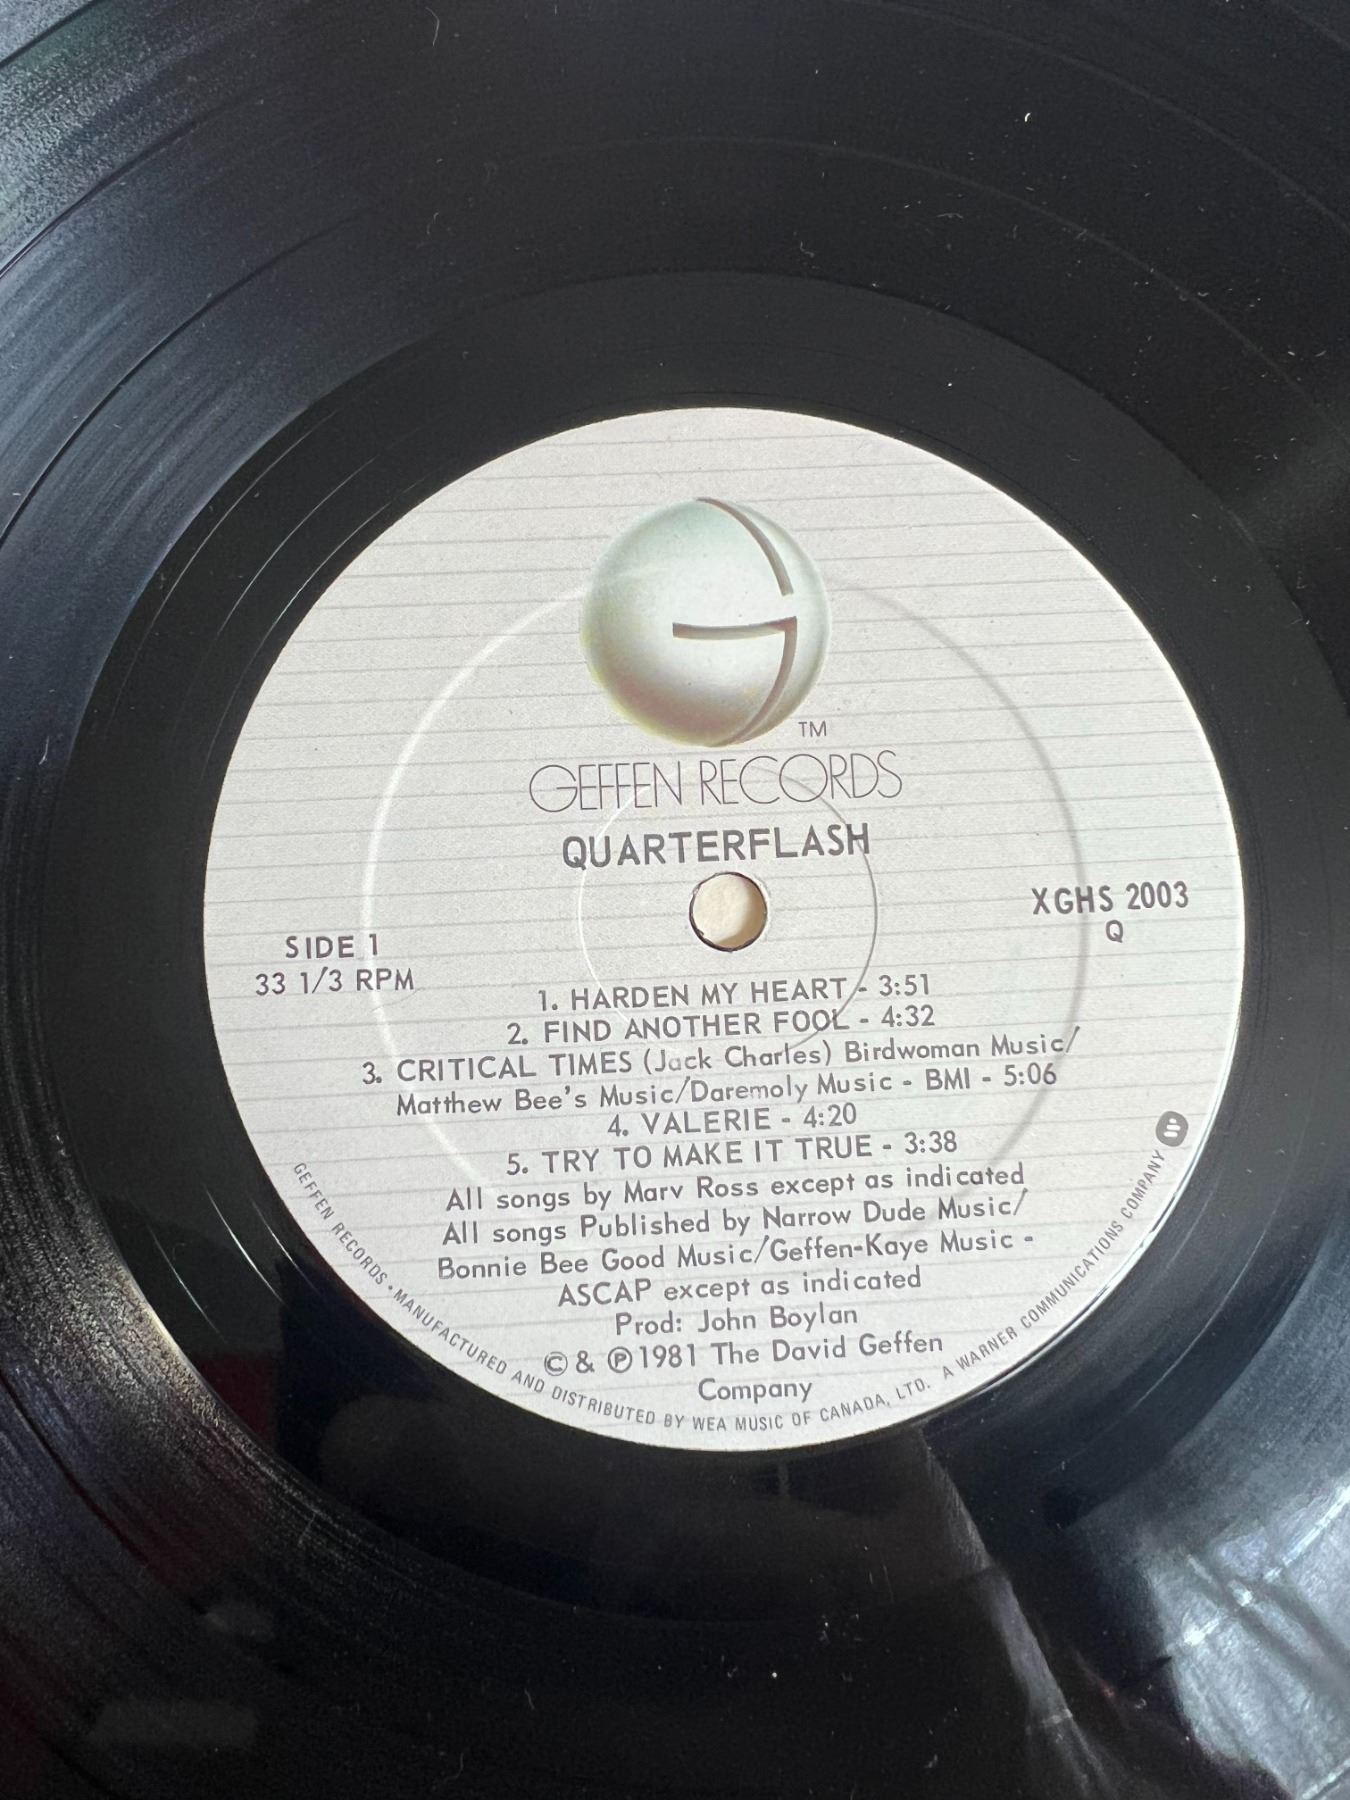 TM
GEFFEN RECORDS
QUARTERFLASH
XGHS 2003
Q
SIDE 1
33 1/3 RPM
1. HARDEN MY HEART - 3:51
2. FIND ANOTHER FOOL - 4:32
3. CRITICAL TIMES (Jack Charles) Birdwoman Music/
Matthew Bee's Music/Daremoly Music - BMI - 5:06
4. VALERIE - 4:20
5. TRY TO MAKE IT TRUE - 3:38
All songs by Marv Ross except as indicated
All songs Published by Narrow Dude Music/
Bonnie Bee Good Music/Geffen-Kaye Music -
ASCAP except as indicated
Prod: John Boylan
© & ℗ 1981 The David Geffen
Company
GEFFEN RECORDS • MANUFACTURED AND DISTRIBUTED BY WEA MUSIC OF CANADA, LTD. A WARNER COMMUNICATIONS COMPANY